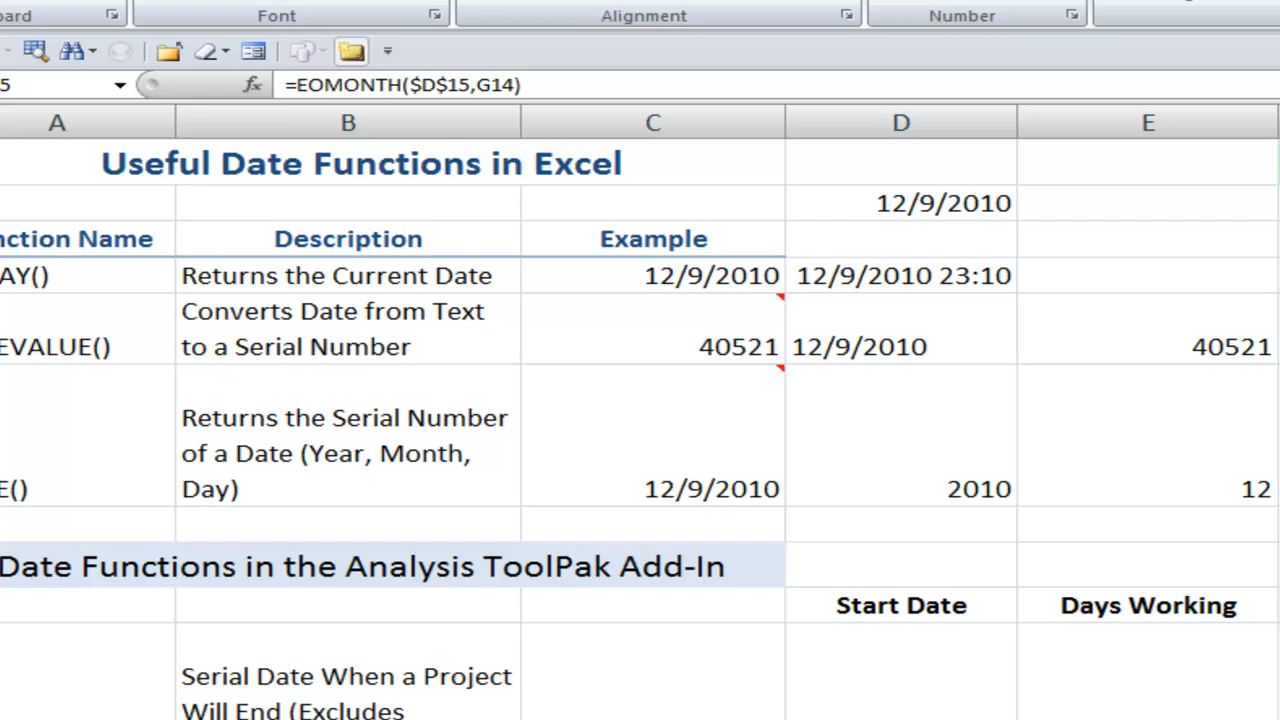 ard Font Alignment Number
5 fx =EOMONTH($D$15,G14)
A B C D E
Useful Date Functions in Excel
12/9/2010
nction Name Description Example
AY() Returns the Current Date 12/9/2010 12/9/2010 23:10
Converts Date from Text
EVALUE() to a Serial Number 40521 12/9/2010 40521
Returns the Serial Number
of a Date (Year, Month,
E() Day) 12/9/2010 2010 12
Date Functions in the Analysis ToolPak Add-In
Start Date Days Working
Serial Date When a Project
Will End (Excludes